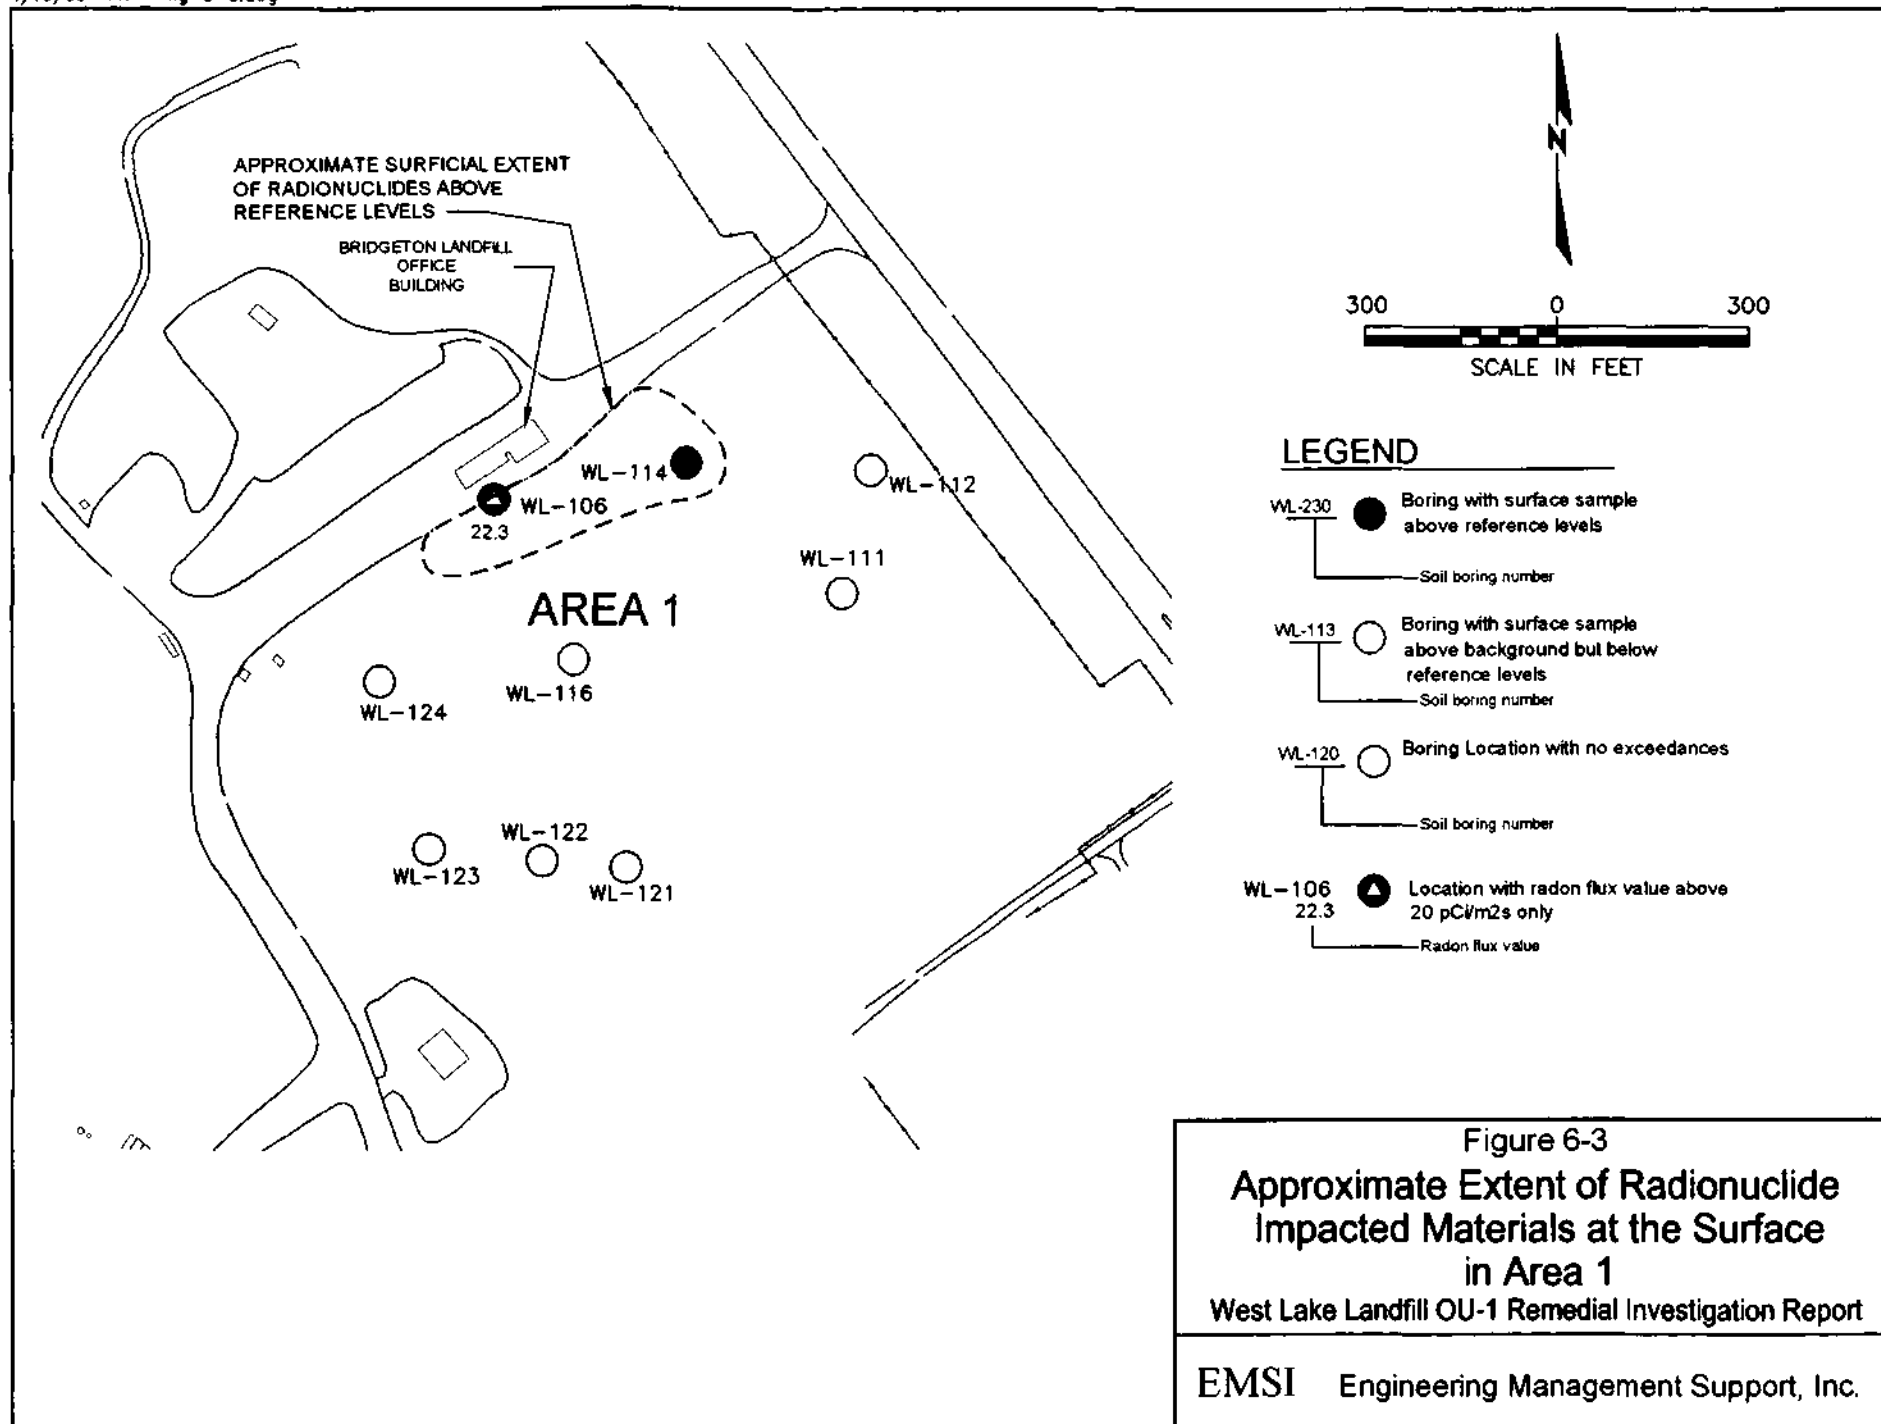 APPROXIMATE SURFICIAL EXTENT
OF RADIONUCLIDES ABOVE
REFERENCE LEVELS
BRIDGETON LANDFILL
OFFICE
BUILDING
WL-114
WL-106
22.3
WL-112
WL-111
AREA 1
WL-116
WL-124
WL-122
WL-123
WL-121
N
300 0 300
SCALE IN FEET
LEGEND
WL-230
Boring with surface sample
above reference levels
Soil boring number
WL-113
Boring with surface sample
above background but below
reference levels
Soil boring number
WL-120
Boring Location with no exceedances
Soil boring number
WL-106
22.3
Location with radon flux value above
20 pCi/m2s only
Radon flux value
Figure 6-3
Approximate Extent of Radionuclide
Impacted Materials at the Surface
in Area 1
West Lake Landfill OU-1 Remedial Investigation Report
EMSI Engineering Management Support, Inc.